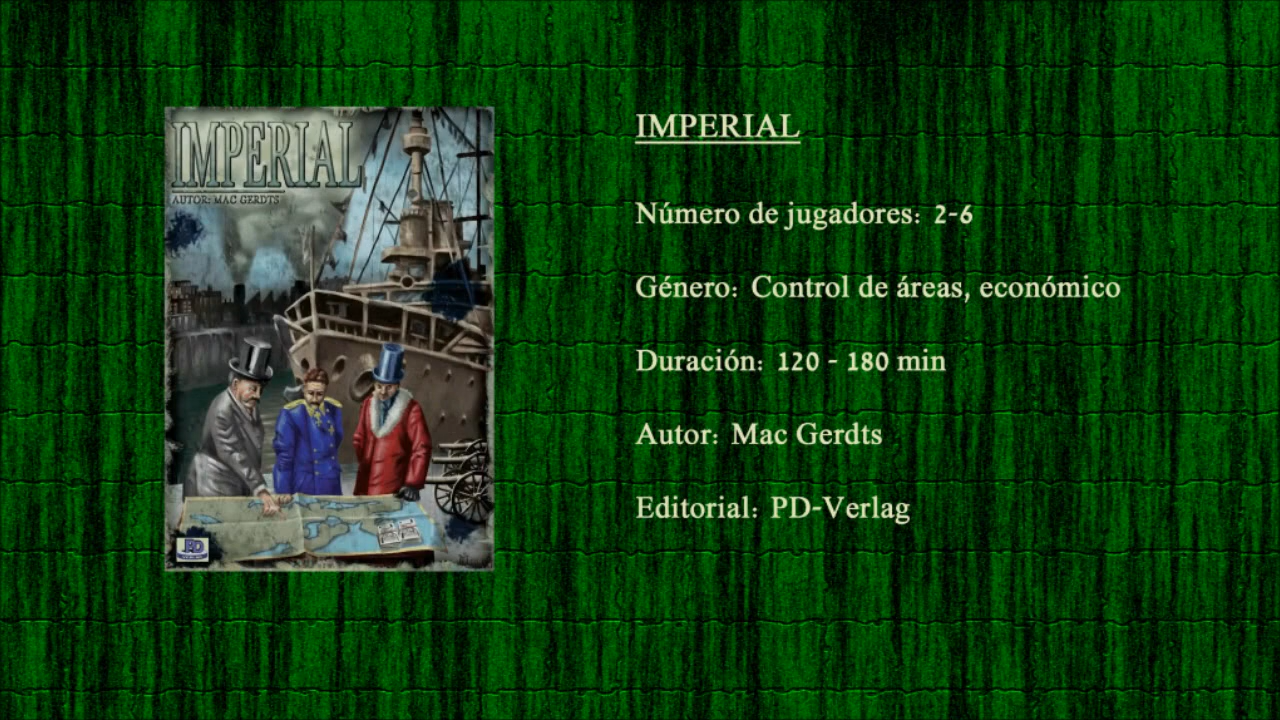 IMPERIAL
AUTOR: MAC GERDTS
PD
IMPERIAL
Número de jugadores: 2-6
Género: Control de áreas, económico
Duración: 120 - 180 min
Autor: Mac Gerdts
Editorial: PD-Verlag